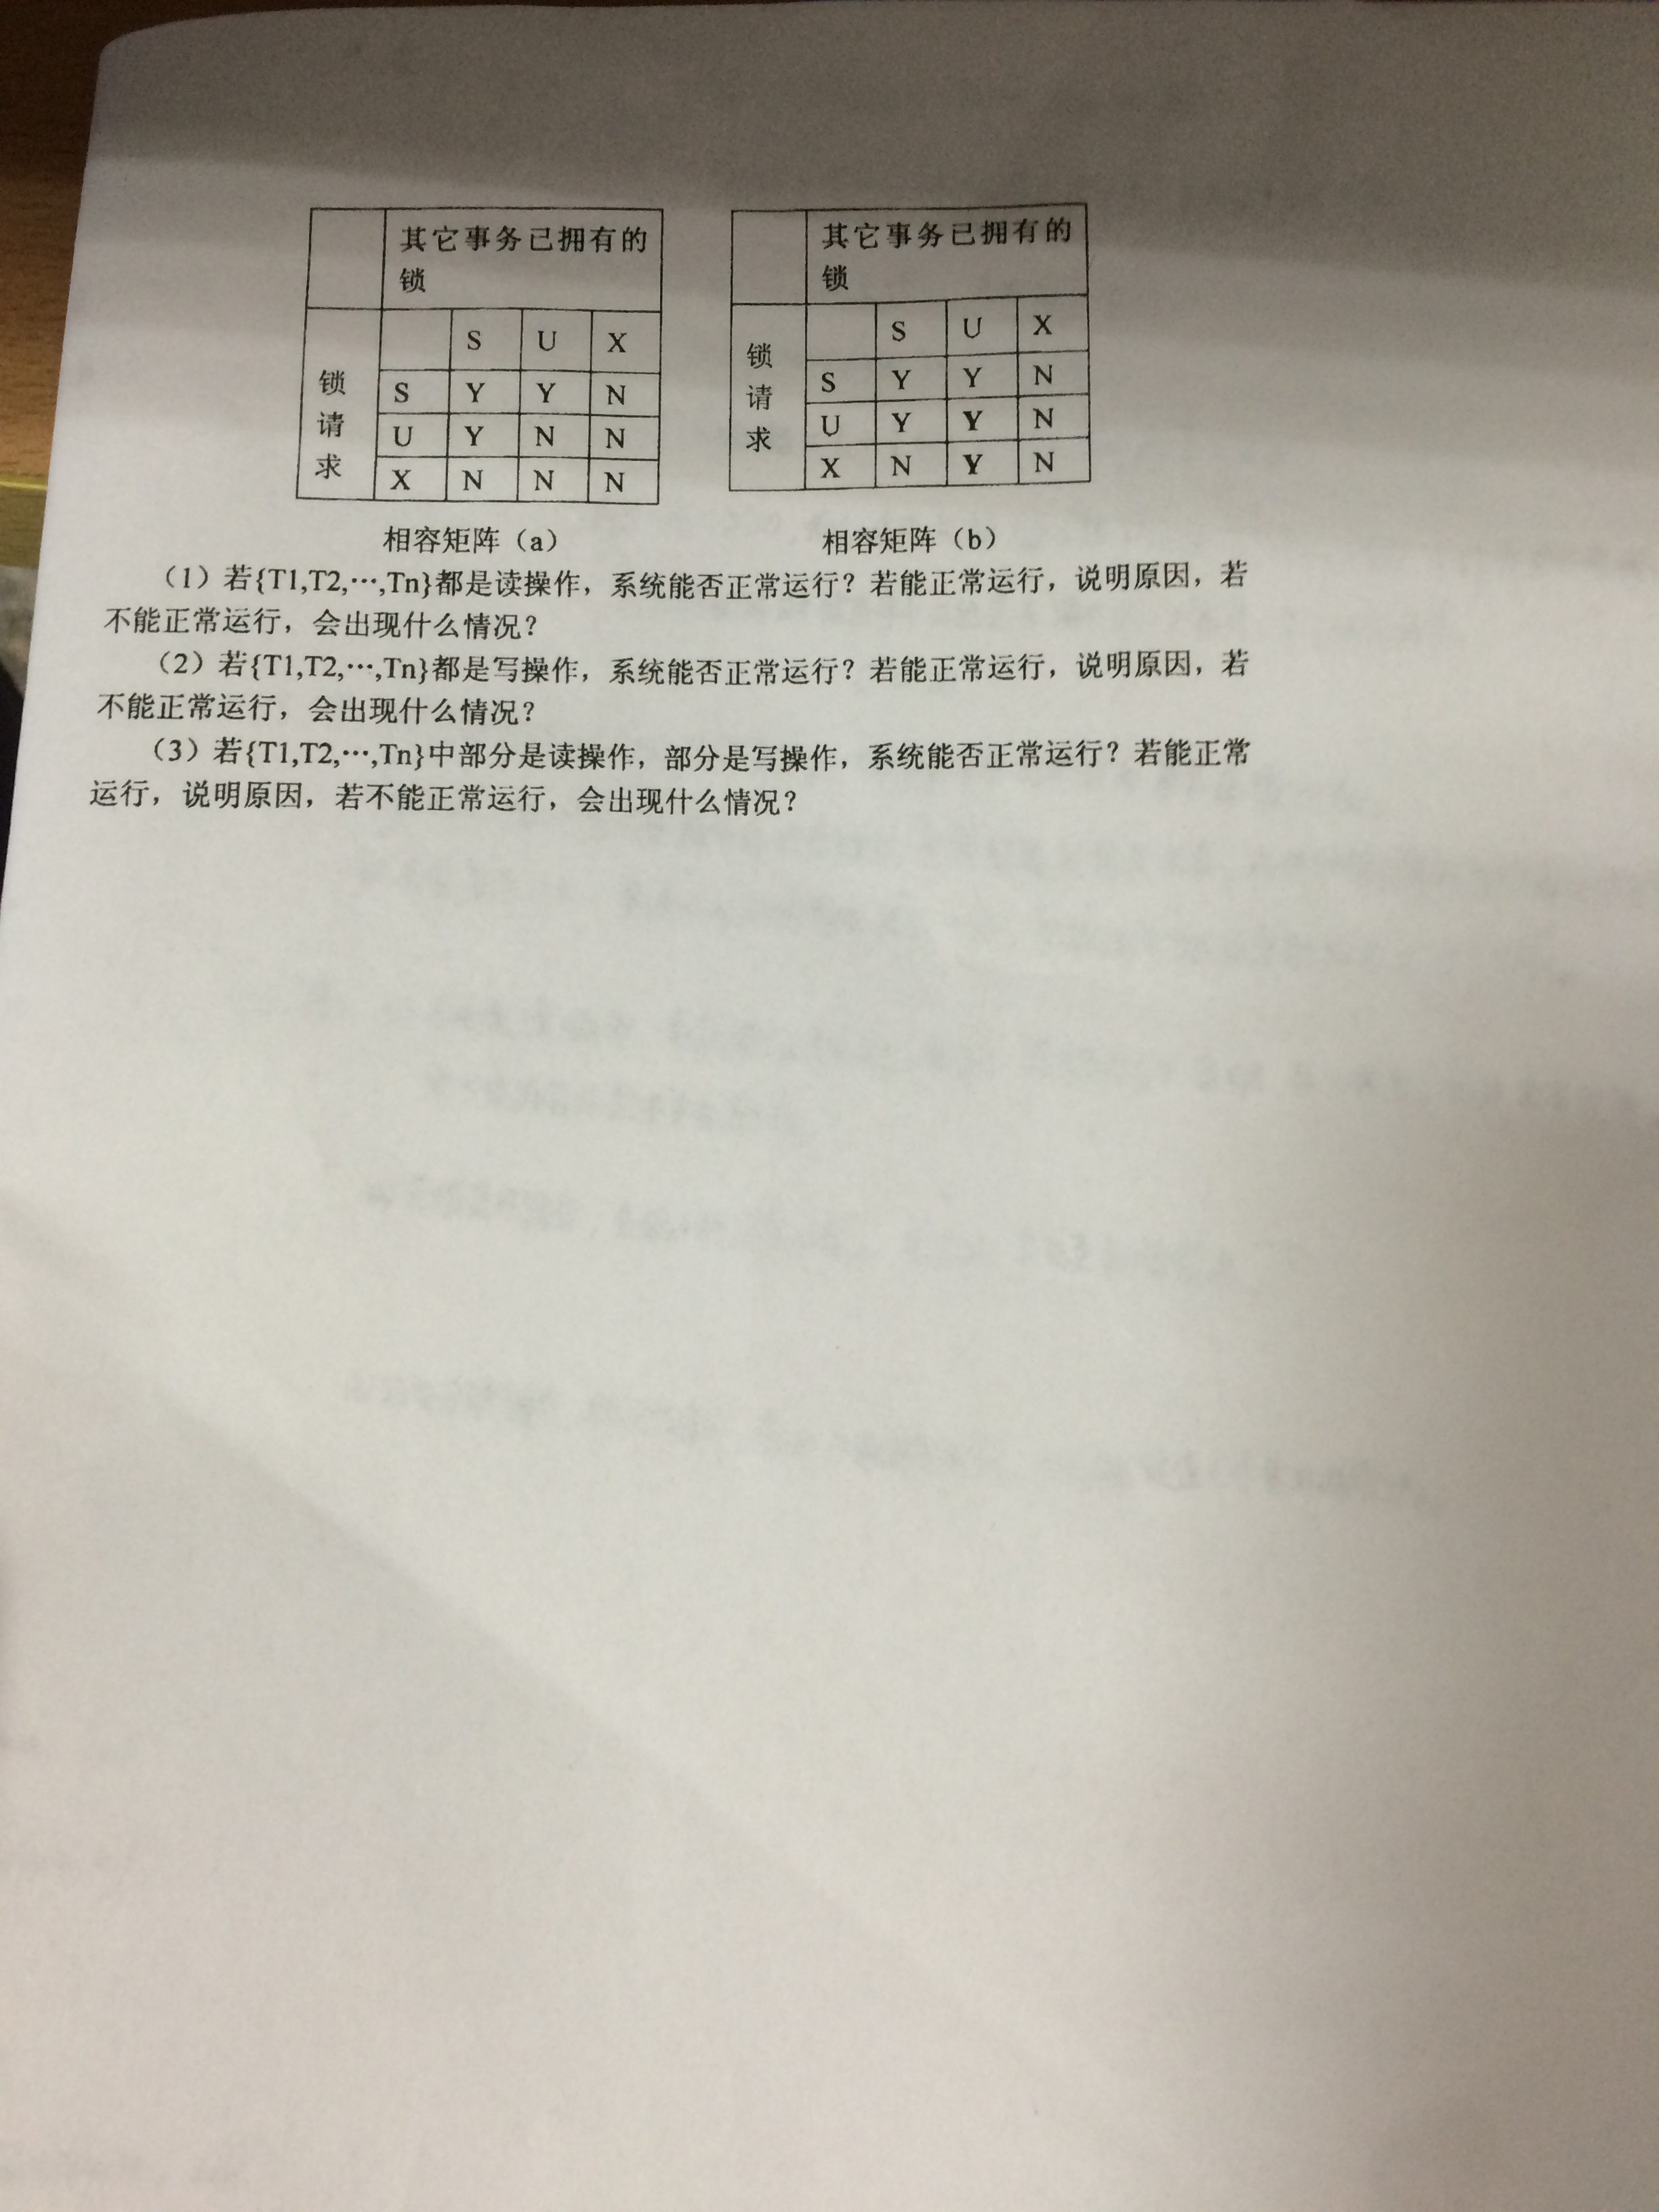 其它事务已拥有的
锁
锁请求
S U X
S Y Y N
U Y N N
X N N N
相容矩阵（a）
其它事务已拥有的
锁
锁请求
S U X
S Y Y N
U Y Y N
X N Y N
相容矩阵（b）
（1）若{T1,T2,…,Tn}都是读操作，系统能否正常运行？若能正常运行，说明原因，若
不能正常运行，会出现什么情况？
（2）若{T1,T2,…,Tn}都是写操作，系统能否正常运行？若能正常运行，说明原因，若
不能正常运行，会出现什么情况？
（3）若{T1,T2,…,Tn}中部分是读操作，部分是写操作，系统能否正常运行？若能正常
运行，说明原因，若不能正常运行，会出现什么情况？